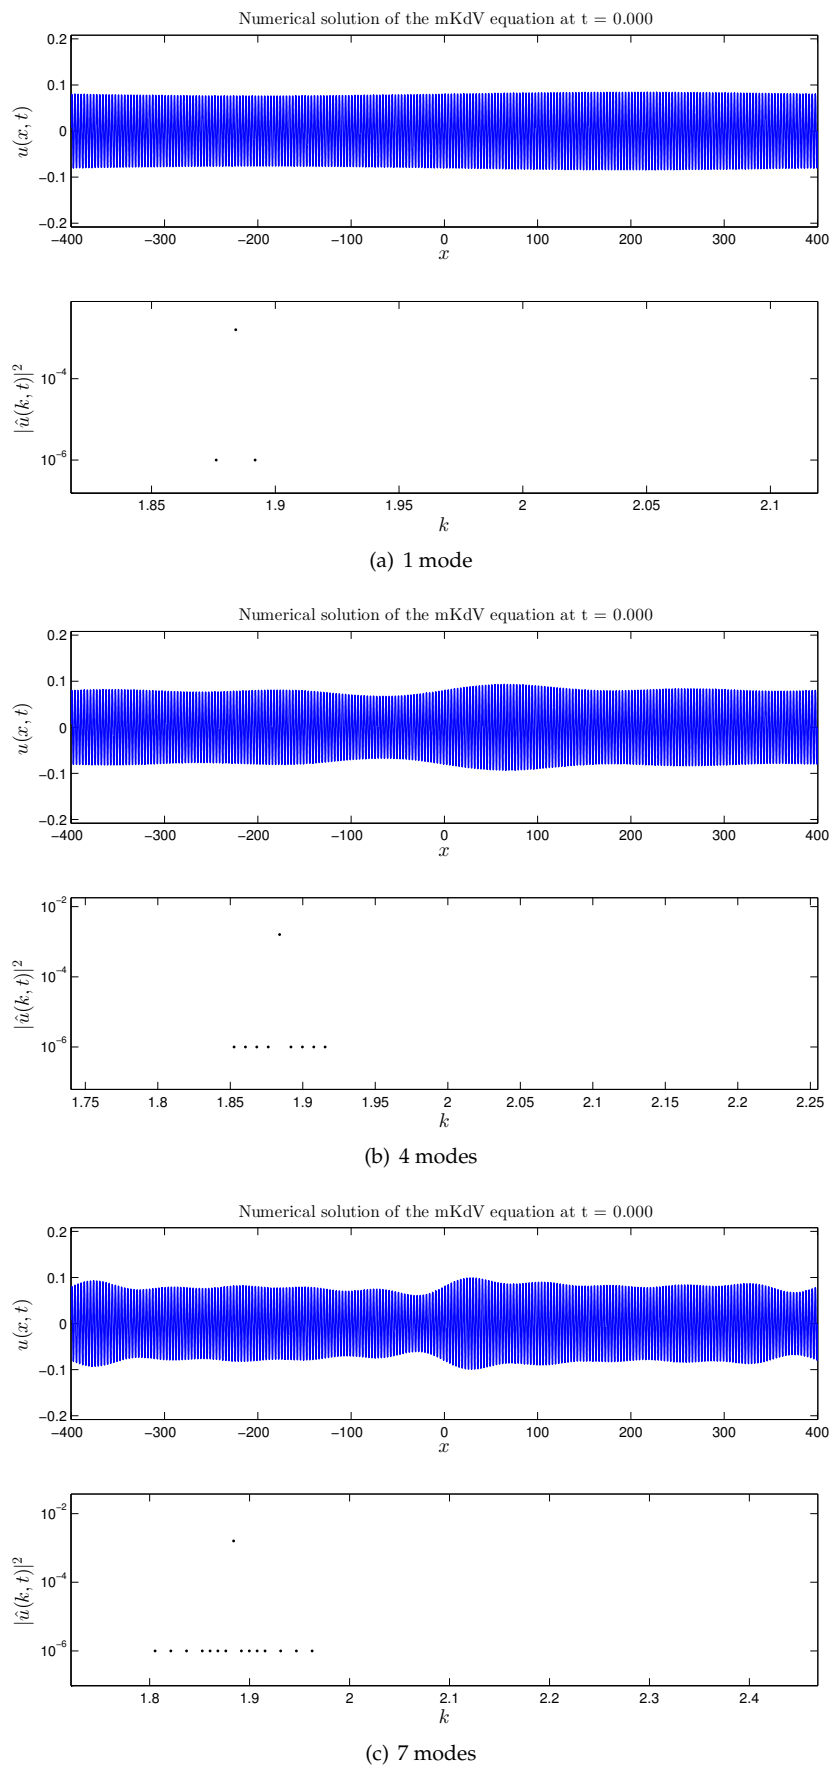 Numerical solution of the mKdV equation at t = 0.000
0.2
0.1
0
−0.1
−0.2
u(x, t)
−400 −300 −200 −100 0 100 200 300 400
x
10⁻⁴
10⁻⁶
|û(k, t)|²
1.85 1.9 1.95 2 2.05 2.1
k
(a) 1 mode
Numerical solution of the mKdV equation at t = 0.000
0.2
0.1
0
−0.1
−0.2
u(x, t)
−400 −300 −200 −100 0 100 200 300 400
x
10⁻²
10⁻⁴
10⁻⁶
|û(k, t)|²
1.75 1.8 1.85 1.9 1.95 2 2.05 2.1 2.15 2.2 2.25
k
(b) 4 modes
Numerical solution of the mKdV equation at t = 0.000
0.2
0.1
0
−0.1
−0.2
u(x, t)
−400 −300 −200 −100 0 100 200 300 400
x
10⁻²
10⁻⁴
10⁻⁶
|û(k, t)|²
1.8 1.9 2 2.1 2.2 2.3 2.4
k
(c) 7 modes